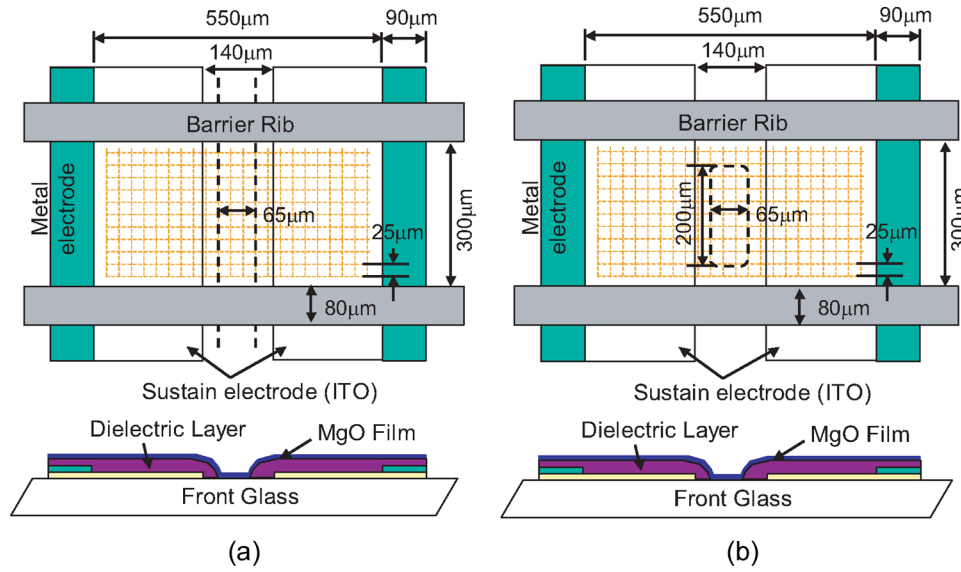 550μm
90μm
140μm
Barrier Rib
Metal
electrode
65μm
25μm
300μm
80μm
Sustain electrode (ITO)
Dielectric Layer
MgO Film
Front Glass
(a)
550μm
90μm
140μm
Barrier Rib
Metal
electrode
200μm
65μm
25μm
300μm
80μm
Sustain electrode (ITO)
Dielectric Layer
MgO Film
Front Glass
(b)